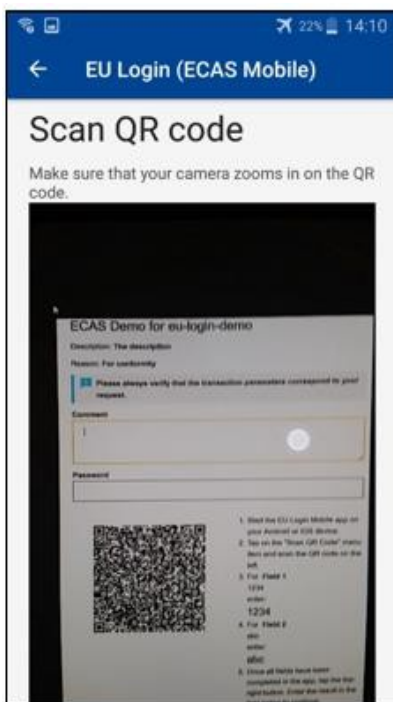 22% 14:10
EU Login (ECAS Mobile)
Scan QR code
Make sure that your camera zooms in on the QR
code.
ECAS Demo for eu-login-demo
Description: The description
Reason: For conformity
Please always verify that the transaction parameters correspond to your
request.
Comment
Password
1. Start the EU Login Mobile app on
your Android or iOS device.
2. Tap on the "Scan QR Code" menu
item and scan the QR code on the
left.
3. For Field 1
1234
enter:
1234
4. For Field 2
abc
enter:
abc
5. Once all fields have been
completed in the app, tap the top
right button. Enter the result in the